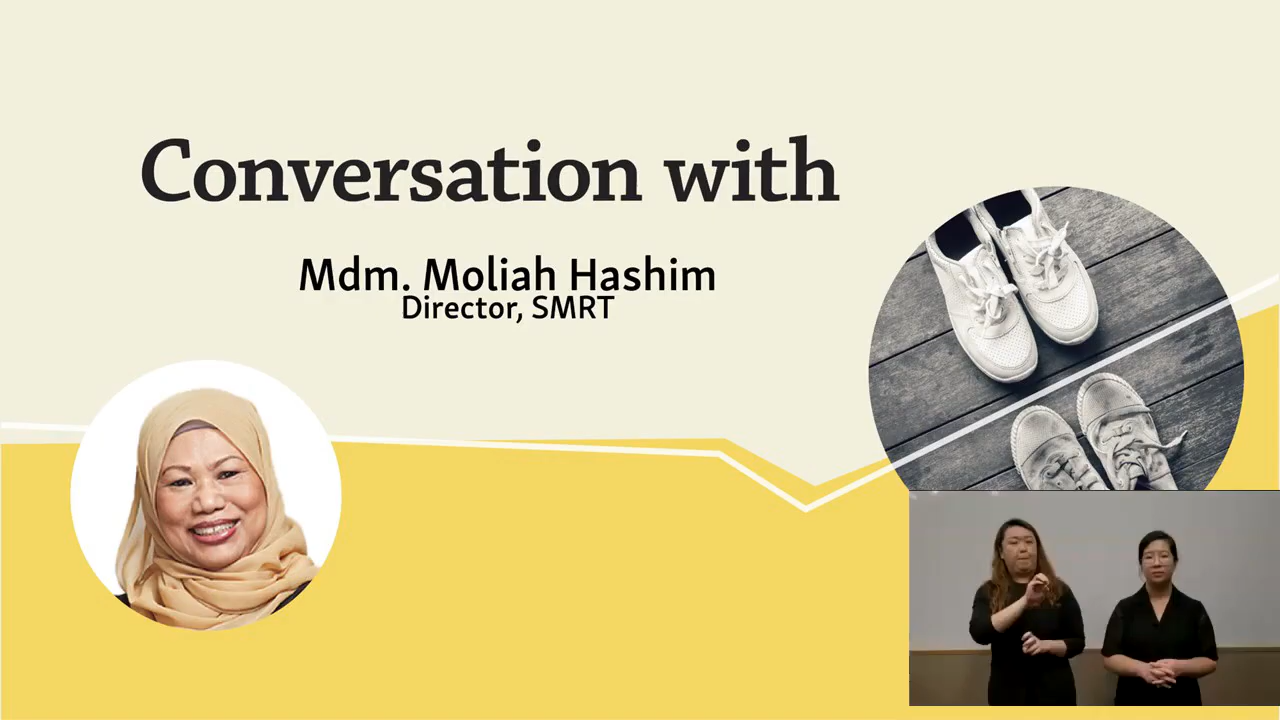 Conversation with
Mdm. Moliah Hashim
Director, SMRT